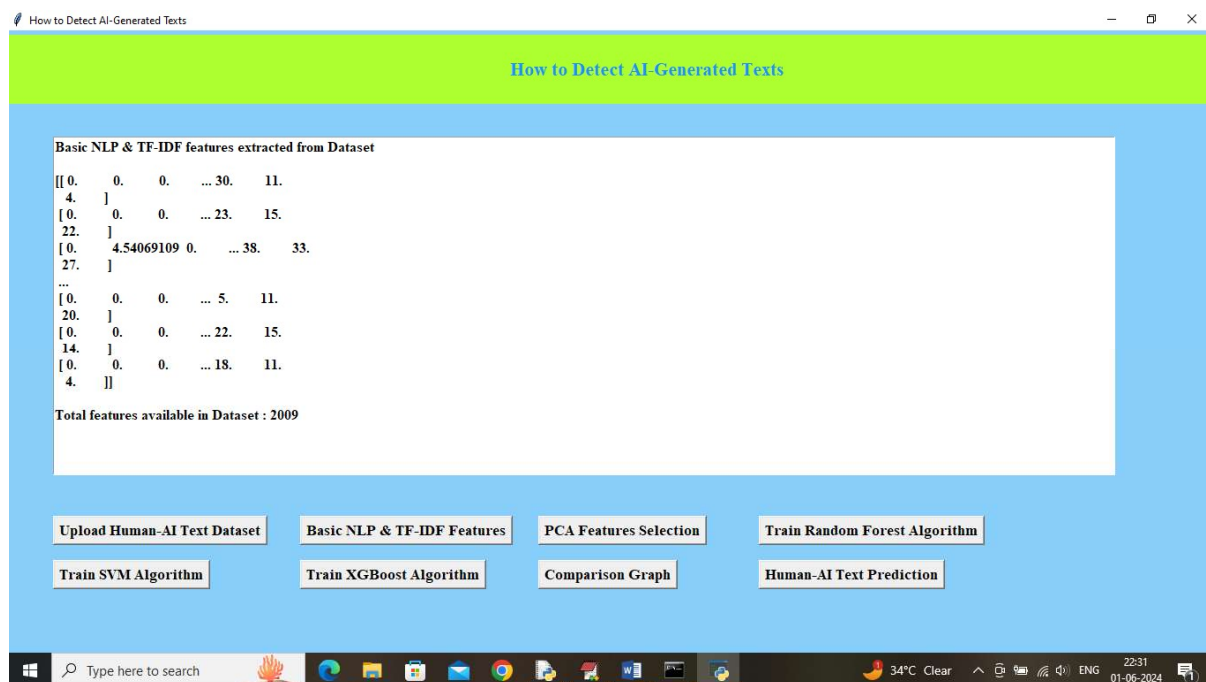 How to Detect AI-Generated Texts
How to Detect AI-Generated Texts
Basic NLP & TF-IDF features extracted from Dataset
[[ 0. 0. 0. ... 30. 11.
4. ]
[ 0. 0. 0. ... 23. 15.
22. ]
[ 0. 4.54069109 0. ... 38. 33.
27. ]
...
[ 0. 0. 0. ... 5. 11.
20. ]
[ 0. 0. 0. ... 22. 15.
14. ]
[ 0. 0. 0. ... 18. 11.
4. ]]
Total features available in Dataset : 2009
Upload Human-AI Text Dataset Basic NLP & TF-IDF Features PCA Features Selection Train Random Forest Algorithm
Train SVM Algorithm Train XGBoost Algorithm Comparison Graph Human-AI Text Prediction
Type here to search 34°C Clear ENG 22:31
01-06-2024